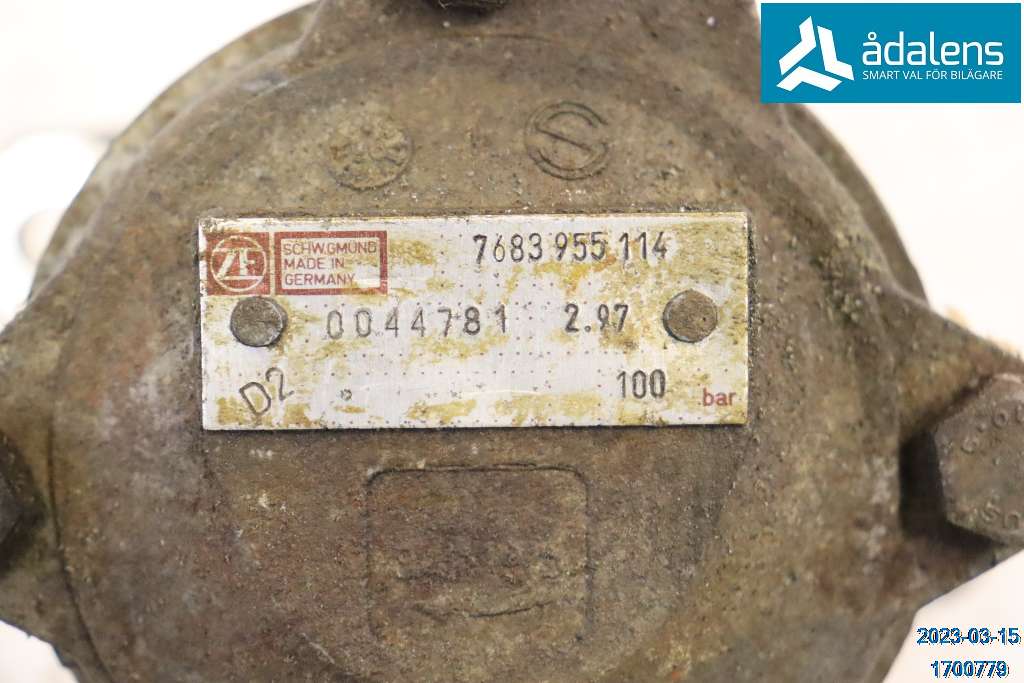 ådalens
SMART VAL FÖR BILÄGARE
S
ZF
SCHW.GMÜND
MADE IN
GERMANY
7683 955 114
0044781 2.97
D2 100 bar
2023-03-15
1700779